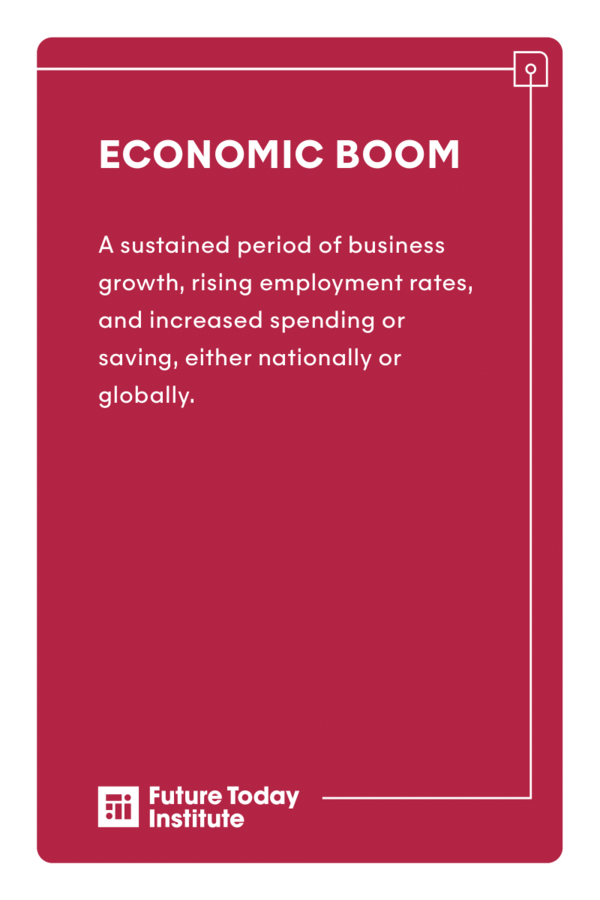 ECONOMIC BOOM
A sustained period of business
growth, rising employment rates,
and increased spending or
saving, either nationally or
globally.
Future Today
Institute